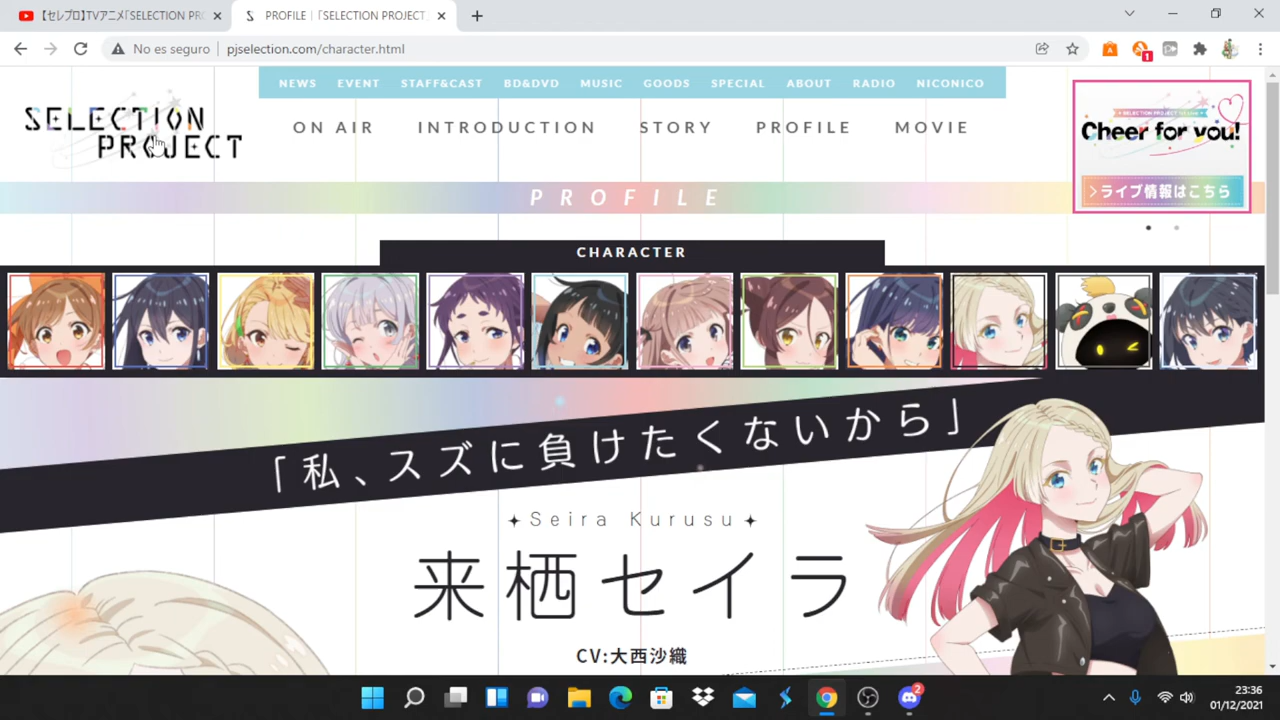 【セレプロ】TVアニメ「SELECTION PRO
PROFILE | 「SELECTION PROJECT」
No es seguro | pjselection.com/character.html
1
NEWS EVENT STAFF&CAST BD&DVD MUSIC GOODS SPECIAL ABOUT RADIO NICONICO
SELECTION
PROJECT
ON AIR INTRODUCTION STORY PROFILE MOVIE
Cheer for you!
>ライブ情報はこちら
PROFILE
CHARACTER
「私、スズに負けたくないから」
Seira Kurusu
来栖セイラ
CV:大西沙織
2
23:36
01/12/2021